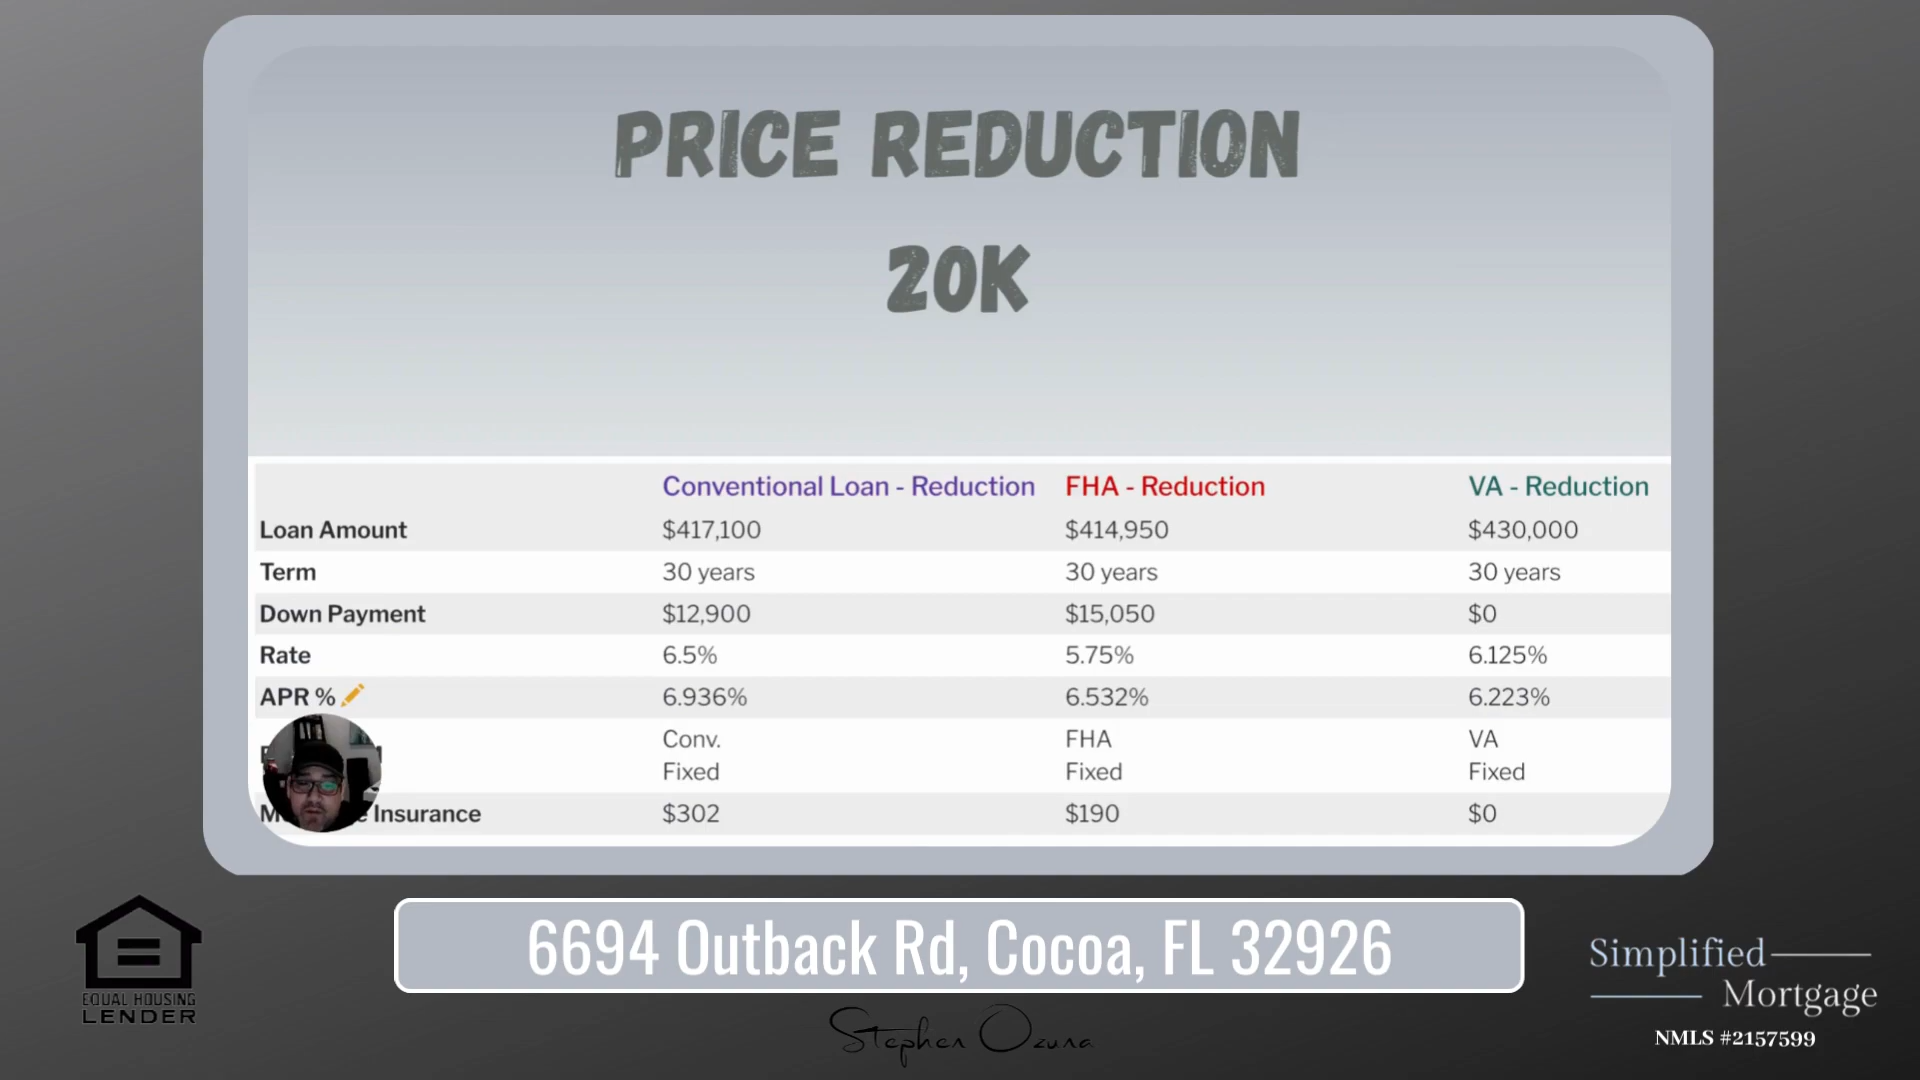 PRICE REDUCTION
20K
Conventional Loan - Reduction FHA - Reduction VA - Reduction
Loan Amount $417,100 $414,950 $430,000
Term 30 years 30 years 30 years
Down Payment $12,900 $15,050 $0
Rate 6.5% 5.75% 6.125%
APR % 6.936% 6.532% 6.223%
Conv. FHA VA
Fixed Fixed Fixed
Insurance $302 $190 $0
6694 Outback Rd, Cocoa, FL 32926
EQUAL HOUSING
LENDER
Stephen Ozuna
Simplified
Mortgage
NMLS #2157599